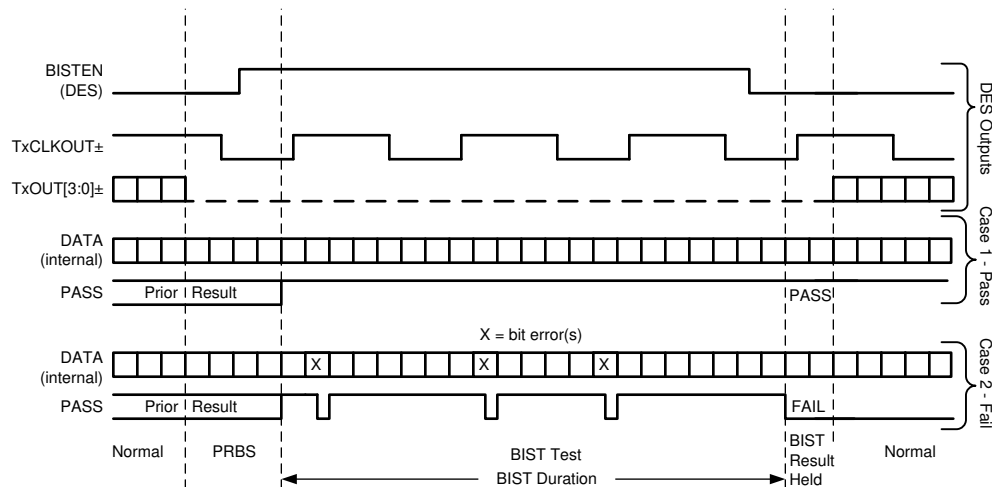 BISTEN
(DES)
TxCLKOUT±
TxOUT[3:0]±
DES Outputs
DATA
(internal)
PASS
Prior Result
PASS
Case 1 - Pass
X = bit error(s)
DATA
(internal)
X
X
X
PASS
Prior Result
FAIL
Case 2 - Fail
Normal
PRBS
BIST Test
BIST Duration
BIST
Result
Held
Normal